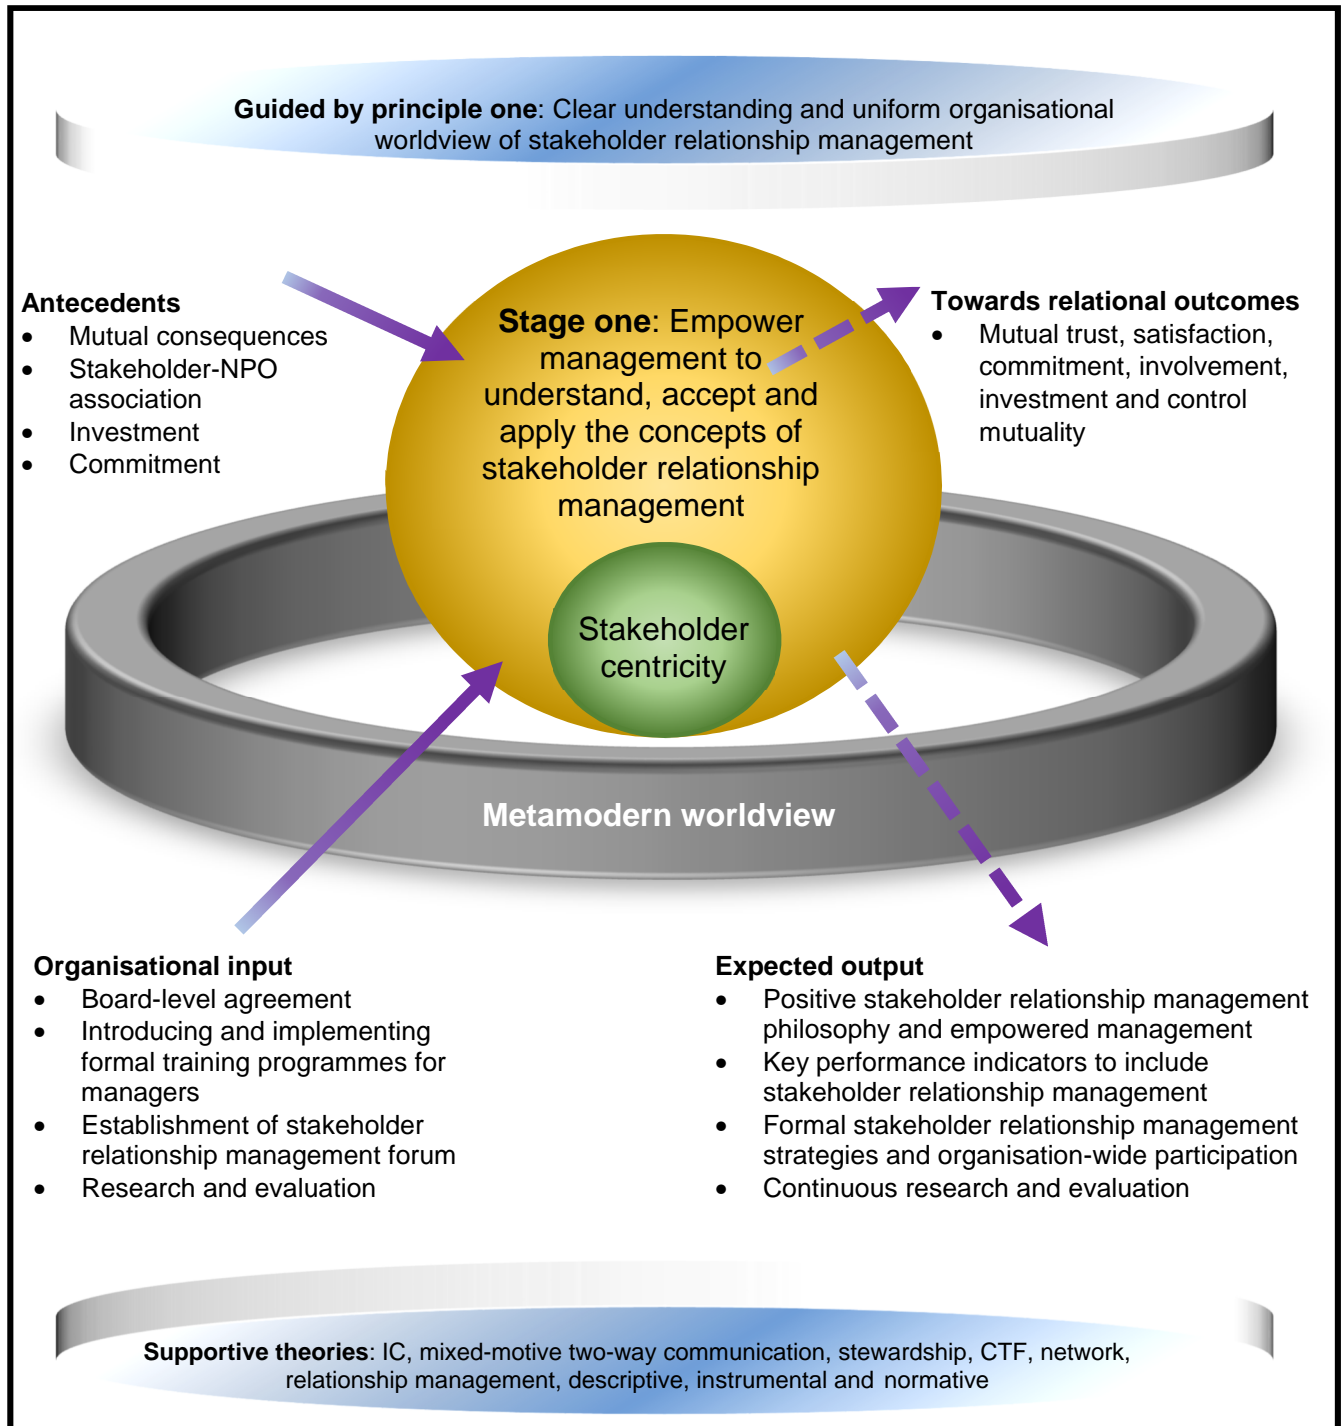 Guided by principle one: Clear understanding and uniform organisational
worldview of stakeholder relationship management
Antecedents
• Mutual consequences
• Stakeholder-NPO
association
• Investment
• Commitment
Stage one: Empower
management to
understand, accept and
apply the concepts of
stakeholder relationship
management
Towards relational outcomes
• Mutual trust, satisfaction,
commitment, involvement,
investment and control
mutuality
Stakeholder
centricity
Metamodern worldview
Organisational input
• Board-level agreement
• Introducing and implementing
formal training programmes for
managers
• Establishment of stakeholder
relationship management forum
• Research and evaluation
Expected output
• Positive stakeholder relationship management
philosophy and empowered management
• Key performance indicators to include
stakeholder relationship management
• Formal stakeholder relationship management
strategies and organisation-wide participation
• Continuous research and evaluation
Supportive theories: IC, mixed-motive two-way communication, stewardship, CTF, network,
relationship management, descriptive, instrumental and normative